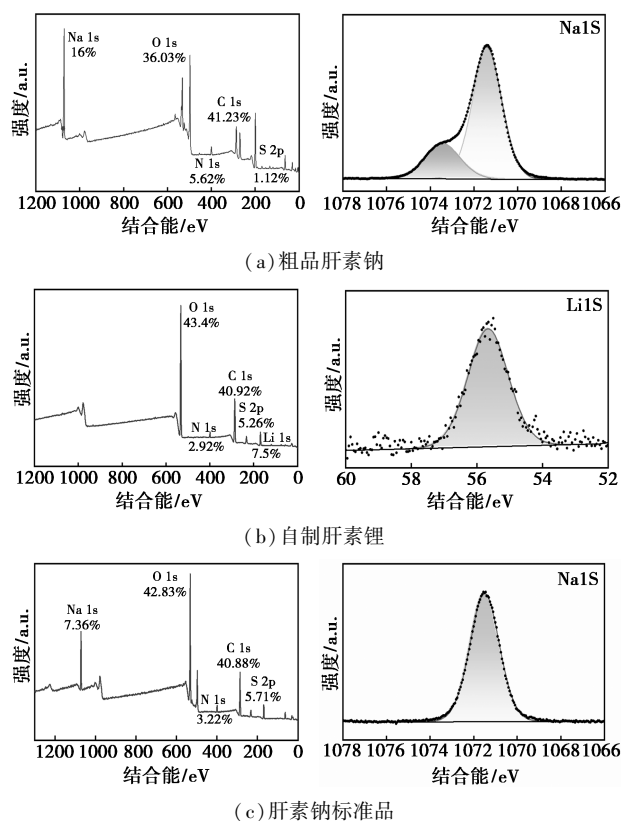 Na 1s
16%
O 1s
36.03%
C 1s
41.23%
N 1s
5.62%
S 2p
1.12%
强度/a.u.
1200 1000 800 600 400 200 0
结合能/eV
Na1S
强度/a.u.
1078 1076 1074 1072 1070 1068 1066
结合能/eV
(a)粗品肝素钠
O 1s
43.4%
C 1s
40.92%
S 2p
5.26%
N 1s
2.92%
Li 1s
7.5%
强度/a.u.
1200 1000 800 600 400 200 0
结合能/eV
Li1S
强度/a.u.
60 58 56 54 52
结合能/eV
(b)自制肝素锂
O 1s
42.83%
Na 1s
7.36%
C 1s
40.88%
S 2p
5.71%
N 1s
3.22%
强度/a.u.
1200 1000 800 600 400 200 0
结合能/eV
Na1S
强度/a.u.
1078 1076 1074 1072 1070 1068 1066
结合能/eV
(c)肝素钠标准品